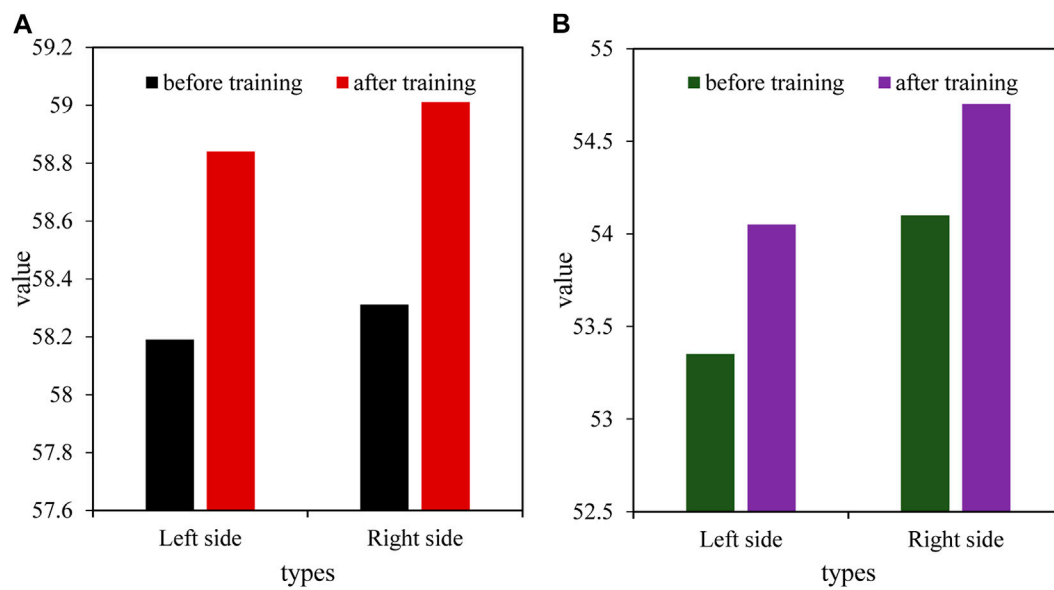 A
59.2
59
58.8
58.6
58.4
58.2
58
57.8
57.6
value
before training
after training
Left side
Right side
types
B
55
54.5
54
53.5
53
52.5
value
before training
after training
Left side
Right side
types